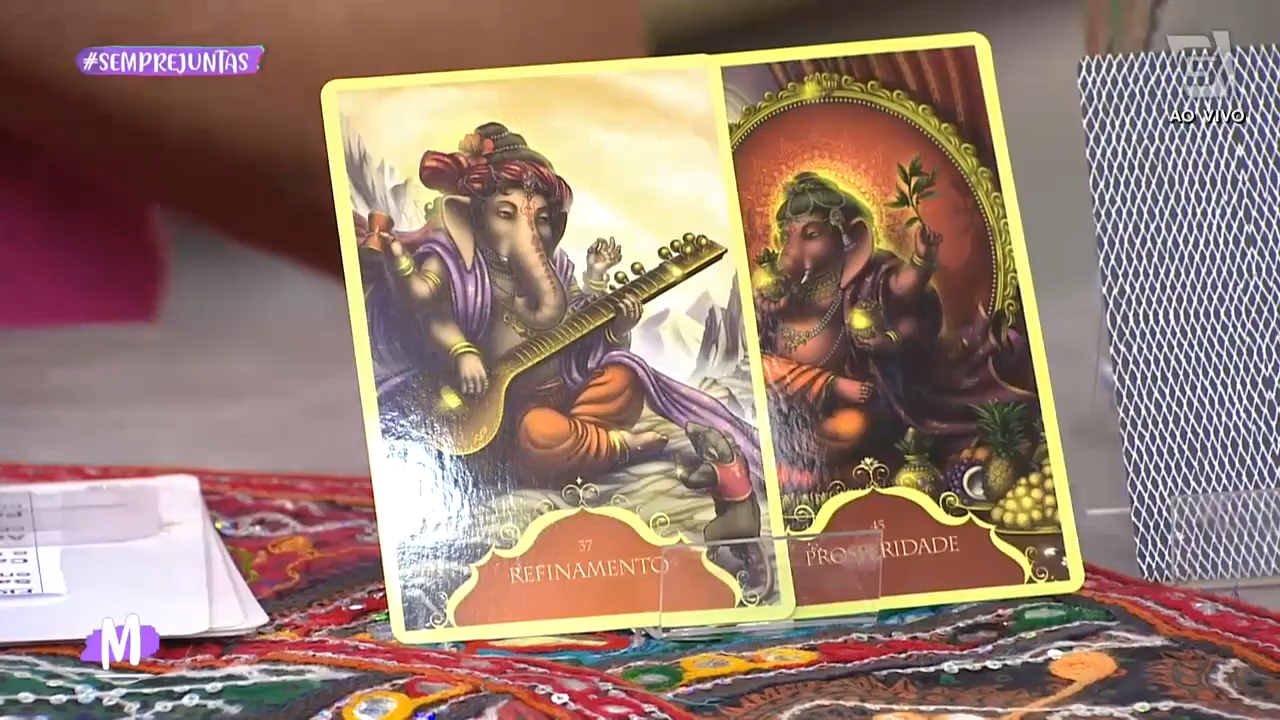 #SEMPREJUNTAS
AO VIVO
37
REFINAMENTO
45
PROSPERIDADE
M